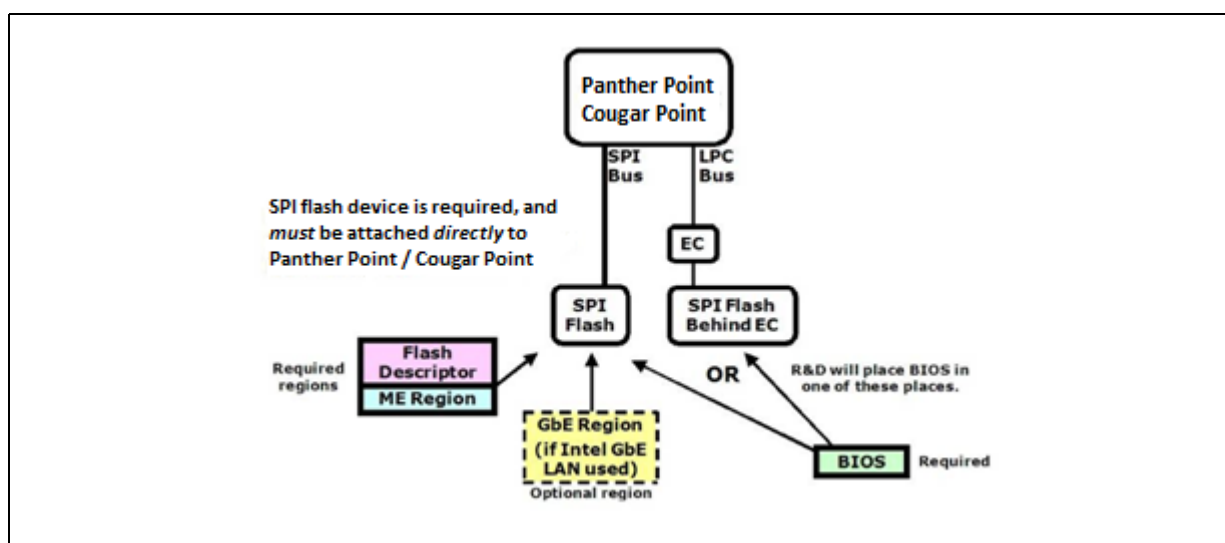 Panther Point
Cougar Point
SPI
Bus
LPC
Bus
SPI flash device is required, and
must be attached directly to
Panther Point / Cougar Point
EC
SPI
Flash
SPI Flash
Behind EC
Required
regions
Flash
Descriptor
ME Region
OR
R&D will place BIOS in
one of these places.
GbE Region
(if Intel GbE
LAN used)
Optional region
BIOS
Required